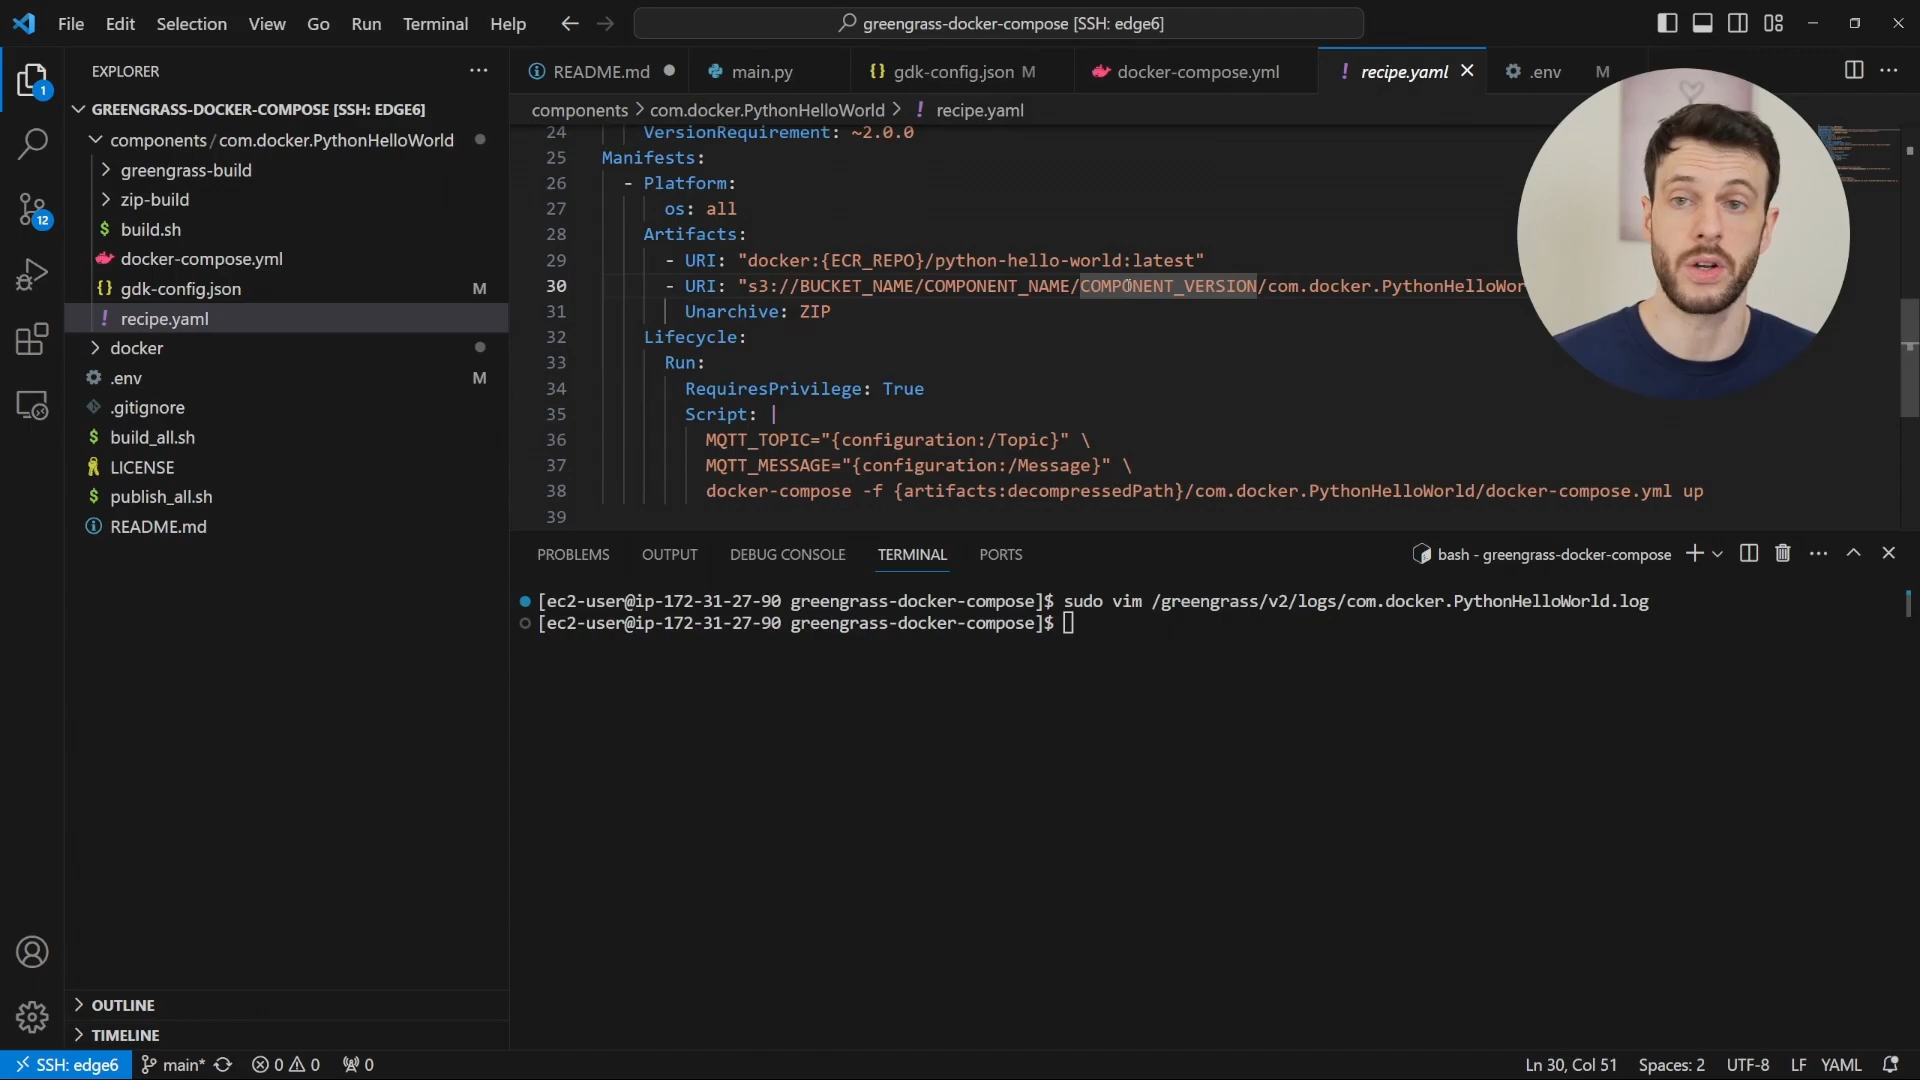 File Edit Selection View Go Run Terminal Help
greengrass-docker-compose [SSH: edge6]
EXPLORER
GREENGRASS-DOCKER-COMPOSE [SSH: EDGE6]
components / com.docker.PythonHelloWorld
greengrass-build
zip-build
build.sh
docker-compose.yml
gdk-config.json M
recipe.yaml
docker
.env M
.gitignore
build_all.sh
LICENSE
publish_all.sh
README.md
OUTLINE
TIMELINE
1
12
README.md main.py gdk-config.json M docker-compose.yml recipe.yaml .env M
components > com.docker.PythonHelloWorld > recipe.yaml
24 VersionRequirement: ~2.0.0
25 Manifests:
26 - Platform:
27 os: all
28 Artifacts:
29 - URI: "docker:{ECR_REPO}/python-hello-world:latest"
30 - URI: "s3://BUCKET_NAME/COMPONENT_NAME/COMPONENT_VERSION/com.docker.PythonHelloWor
31 Unarchive: ZIP
32 Lifecycle:
33 Run:
34 RequiresPrivilege: True
35 Script: |
36 MQTT_TOPIC="{configuration:/Topic}" \
37 MQTT_MESSAGE="{configuration:/Message}" \
38 docker-compose -f {artifacts:decompressedPath}/com.docker.PythonHelloWorld/docker-compose.yml up
39
PROBLEMS OUTPUT DEBUG CONSOLE TERMINAL PORTS
bash - greengrass-docker-compose
[ec2-user@ip-172-31-27-90 greengrass-docker-compose]$ sudo vim /greengrass/v2/logs/com.docker.PythonHelloWorld.log
[ec2-user@ip-172-31-27-90 greengrass-docker-compose]$
SSH: edge6 main* 0 0 0
Ln 30, Col 51 Spaces: 2 UTF-8 LF YAML